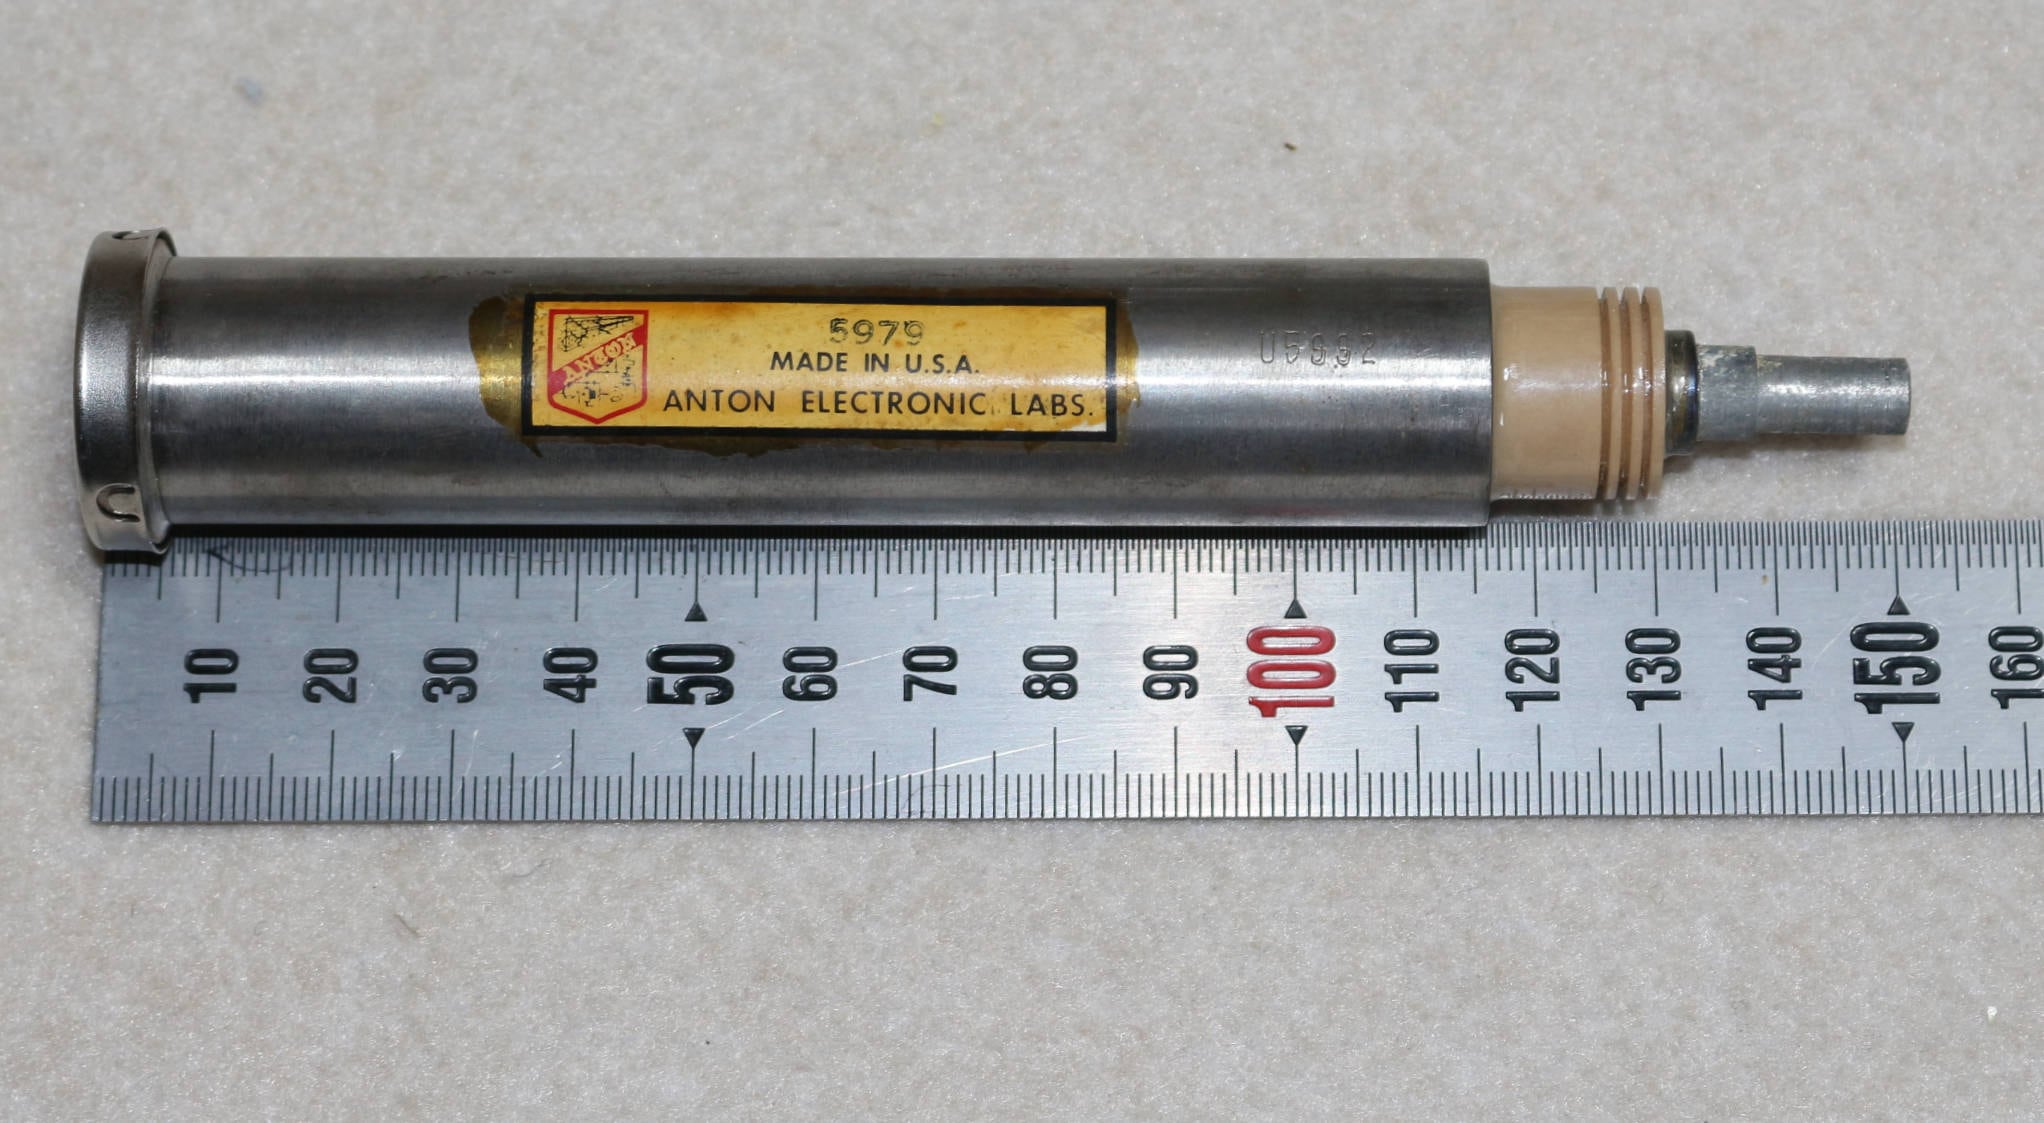 5979
MADE IN U.S.A.
ANTON ELECTRONIC LABS.
ANTON
U5992
10 20 30 40 50 60 70 80 90 100 110 120 130 140 150 160